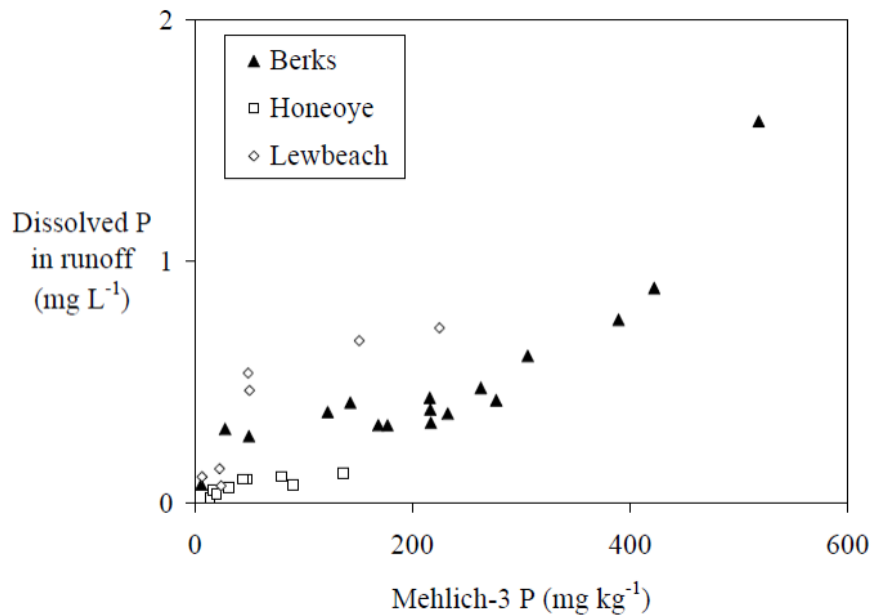 2
Berks
Honeoye
Lewbeach
Dissolved P
in runoff
(mg L⁻¹)
1
0
0 200 400 600
Mehlich-3 P (mg kg⁻¹)